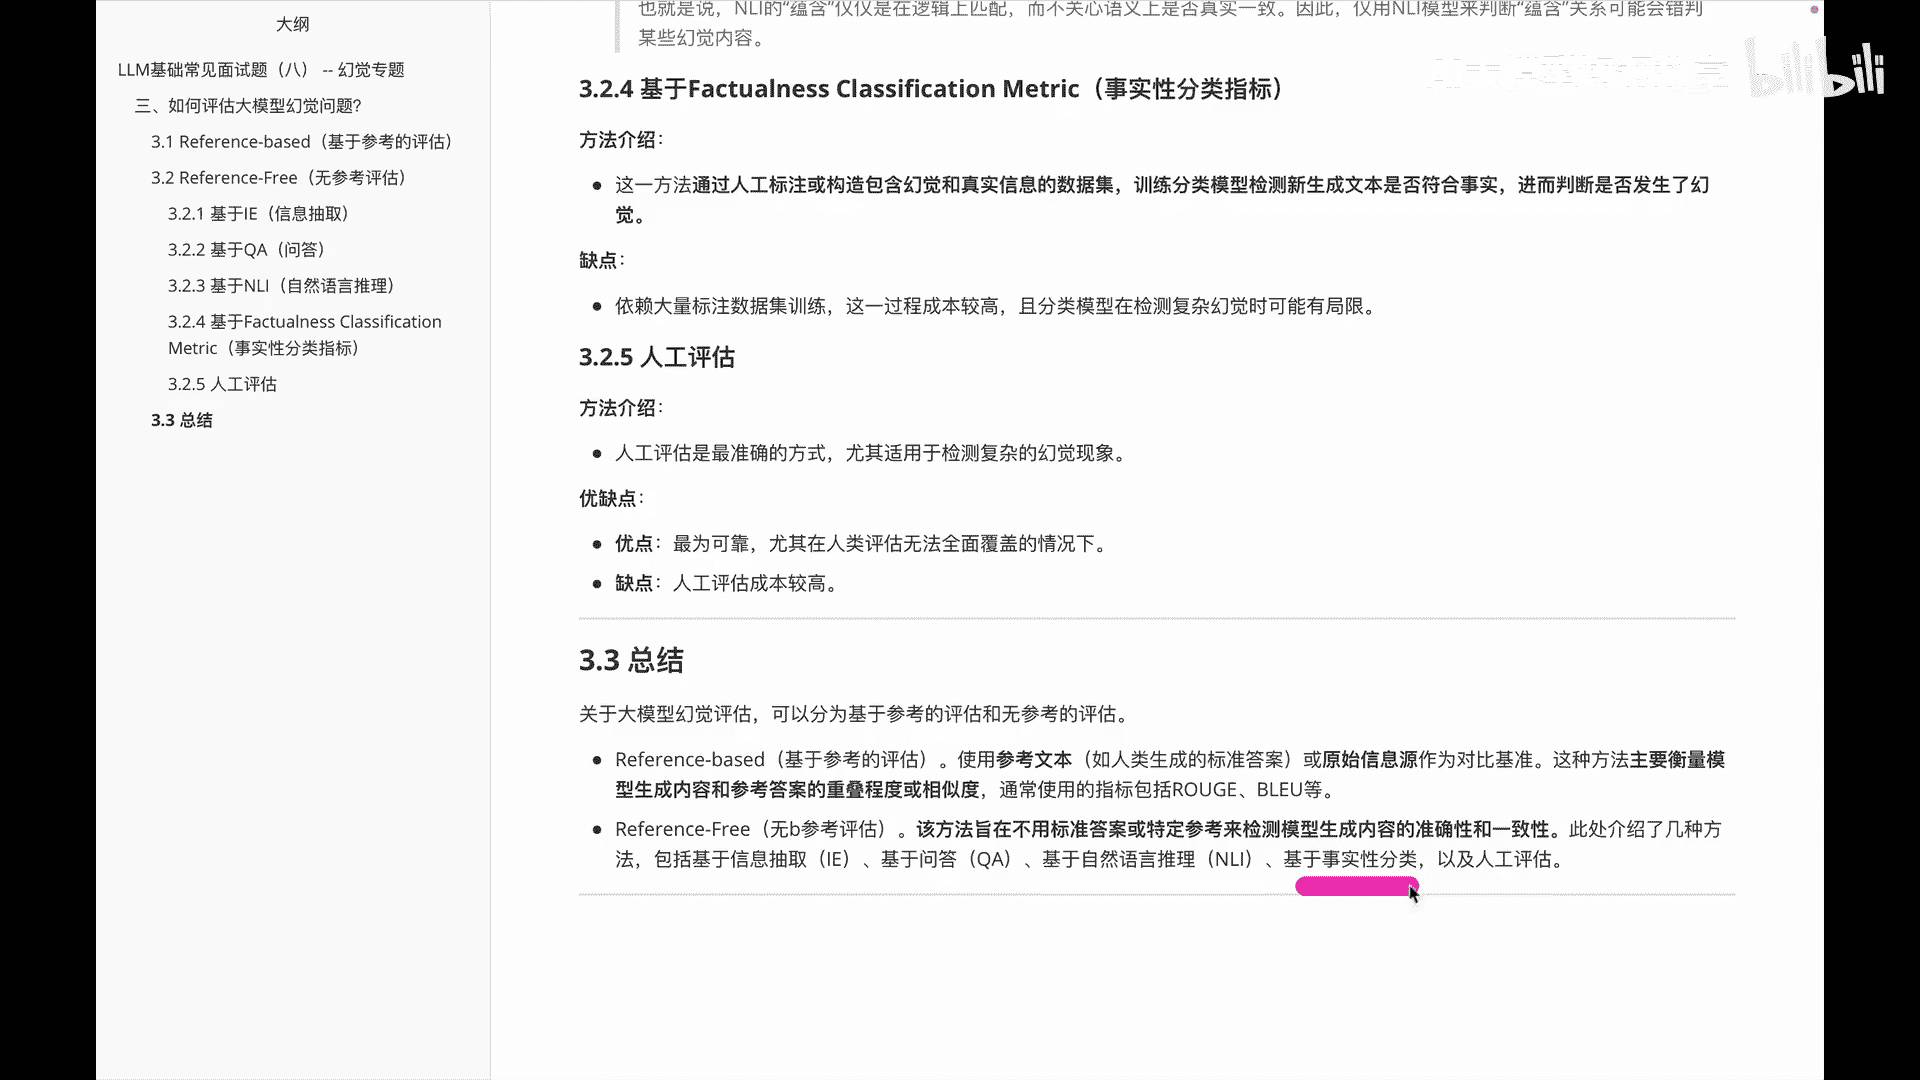 大纲
LLM基础常见面试题（八） -- 幻觉专题
三、如何评估大模型幻觉问题?
3.1 Reference-based（基于参考的评估）
3.2 Reference-Free（无参考评估）
3.2.1 基于IE（信息抽取）
3.2.2 基于QA（问答）
3.2.3 基于NLI（自然语言推理）
3.2.4 基于Factualness Classification
Metric（事实性分类指标）
3.2.5 人工评估
3.3 总结
也就是说，NLI的“蕴含”仅仅是在逻辑上匹配，而不关心语义上是否真实一致。因此，仅用NLI模型来判断“蕴含”关系可能会错判
某些幻觉内容。
bilibili
3.2.4 基于Factualness Classification Metric（事实性分类指标）
方法介绍：
这一方法通过人工标注或构造包含幻觉和真实信息的数据集，训练分类模型检测新生成文本是否符合事实，进而判断是否发生了幻
觉。
缺点：
依赖大量标注数据集训练，这一过程成本较高，且分类模型在检测复杂幻觉时可能有局限。
3.2.5 人工评估
方法介绍：
人工评估是最准确的方式，尤其适用于检测复杂的幻觉现象。
优缺点：
优点：最为可靠，尤其在人类评估无法全面覆盖的情况下。
缺点：人工评估成本较高。
3.3 总结
关于大模型幻觉评估，可以分为基于参考的评估和无参考的评估。
Reference-based（基于参考的评估）。使用参考文本（如人类生成的标准答案）或原始信息源作为对比基准。这种方法主要衡量模
型生成内容和参考答案的重叠程度或相似度，通常使用的指标包括ROUGE、BLEU等。
Reference-Free（无b参考评估）。该方法旨在不用标准答案或特定参考来检测模型生成内容的准确性和一致性。此处介绍了几种方
法，包括基于信息抽取（IE）、基于问答（QA）、基于自然语言推理（NLI）、基于事实性分类，以及人工评估。